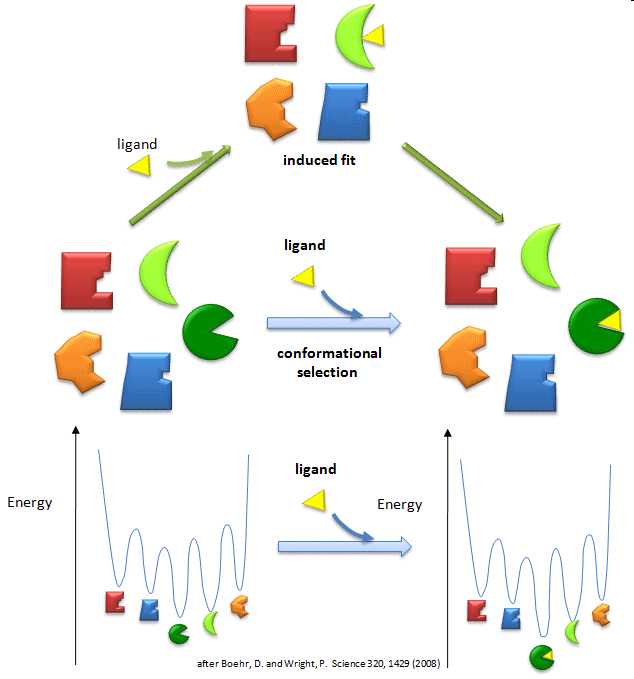 ligand
induced fit
ligand
conformational
selection
ligand
Energy
Energy
after Boehr, D. and Wright, P. Science 320, 1429 (2008)